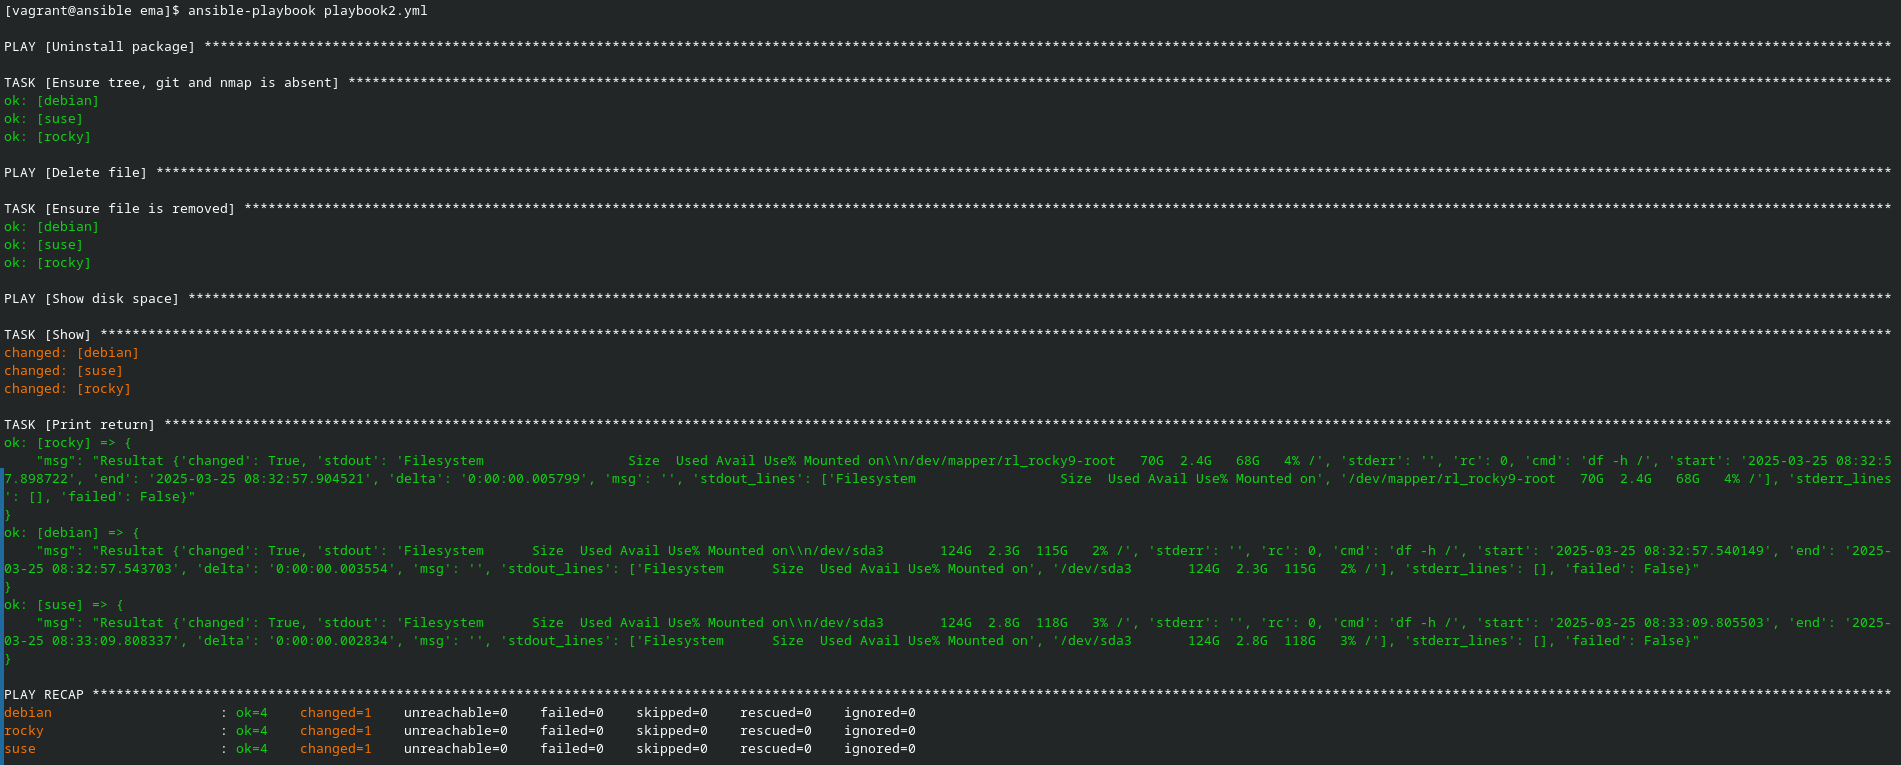 [vagrant@ansible ema]$ ansible-playbook playbook2.yml
PLAY [Uninstall package] ******************************************************************************************************************************************************************************************************************
TASK [Ensure tree, git and nmap is absent] ************************************************************************************************************************************************************************************************
ok: [debian]
ok: [suse]
ok: [rocky]
PLAY [Delete file] ************************************************************************************************************************************************************************************************************************
TASK [Ensure file is removed] *************************************************************************************************************************************************************************************************************
ok: [debian]
ok: [suse]
ok: [rocky]
PLAY [Show disk space] ********************************************************************************************************************************************************************************************************************
TASK [Show] *******************************************************************************************************************************************************************************************************************************
changed: [debian]
changed: [suse]
changed: [rocky]
TASK [Print return] ***********************************************************************************************************************************************************************************************************************
ok: [rocky] => {
    "msg": "Resultat {'changed': True, 'stdout': 'Filesystem                  Size  Used Avail Use% Mounted on\\n/dev/mapper/rl_rocky9-root   70G  2.4G   68G   4% /', 'stderr': '', 'rc': 0, 'cmd': 'df -h /', 'start': '2025-03-25 08:32:5
7.898722', 'end': '2025-03-25 08:32:57.904521', 'delta': '0:00:00.005799', 'msg': '', 'stdout_lines': ['Filesystem                  Size  Used Avail Use% Mounted on', '/dev/mapper/rl_rocky9-root   70G  2.4G   68G   4% /'], 'stderr_lines
': [], 'failed': False}"
}
ok: [debian] => {
    "msg": "Resultat {'changed': True, 'stdout': 'Filesystem      Size  Used Avail Use% Mounted on\\n/dev/sda3       124G  2.3G  115G   2% /', 'stderr': '', 'rc': 0, 'cmd': 'df -h /', 'start': '2025-03-25 08:32:57.540149', 'end': '2025-
03-25 08:32:57.543703', 'delta': '0:00:00.003554', 'msg': '', 'stdout_lines': ['Filesystem      Size  Used Avail Use% Mounted on', '/dev/sda3       124G  2.3G  115G   2% /'], 'stderr_lines': [], 'failed': False}"
}
ok: [suse] => {
    "msg": "Resultat {'changed': True, 'stdout': 'Filesystem      Size  Used Avail Use% Mounted on\\n/dev/sda3       124G  2.8G  118G   3% /', 'stderr': '', 'rc': 0, 'cmd': 'df -h /', 'start': '2025-03-25 08:33:09.805503', 'end': '2025-
03-25 08:33:09.808337', 'delta': '0:00:00.002834', 'msg': '', 'stdout_lines': ['Filesystem      Size  Used Avail Use% Mounted on', '/dev/sda3       124G  2.8G  118G   3% /'], 'stderr_lines': [], 'failed': False}"
}
PLAY RECAP ********************************************************************************************************************************************************************************************************************************
debian                     : ok=4    changed=1    unreachable=0    failed=0    skipped=0    rescued=0    ignored=0
rocky                      : ok=4    changed=1    unreachable=0    failed=0    skipped=0    rescued=0    ignored=0
suse                       : ok=4    changed=1    unreachable=0    failed=0    skipped=0    rescued=0    ignored=0